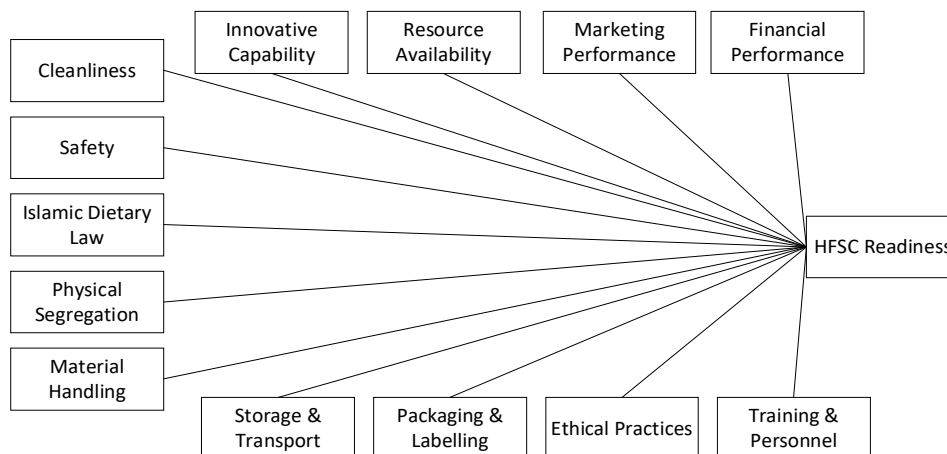 Innovative
Capability
Resource
Availability
Marketing
Performance
Financial
Performance
Cleanliness
Safety
Islamic Dietary
Law
Physical
Segregation
Material
Handling
HFSC Readiness
Storage &
Transport
Packaging &
Labelling
Ethical Practices
Training &
Personnel